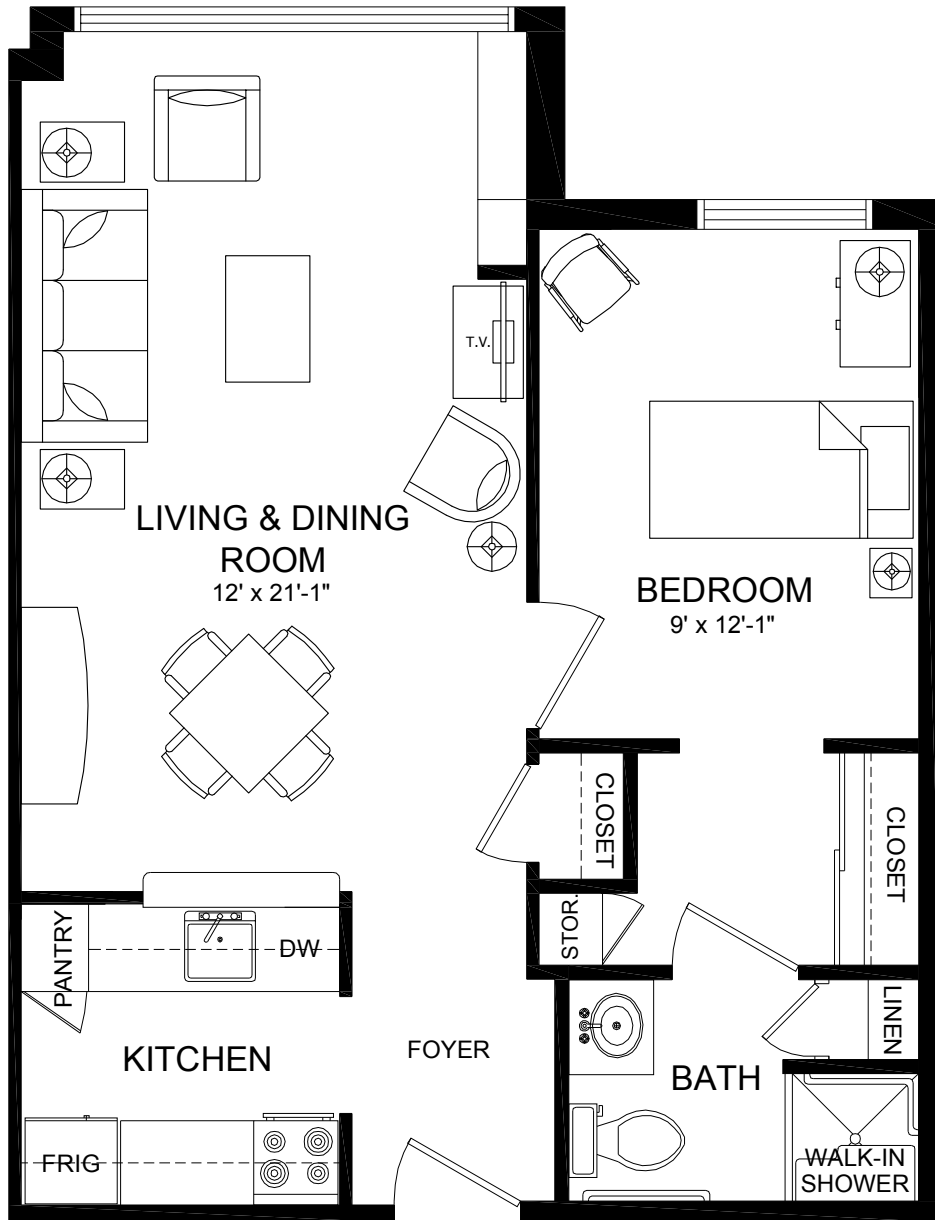 T.V.
LIVING & DINING
ROOM
12' x 21'-1"
BEDROOM
9' x 12'-1"
CLOSET
CLOSET
STOR.
PANTRY
DW
LINEN
KITCHEN
FOYER
BATH
FRIG
WALK-IN
SHOWER